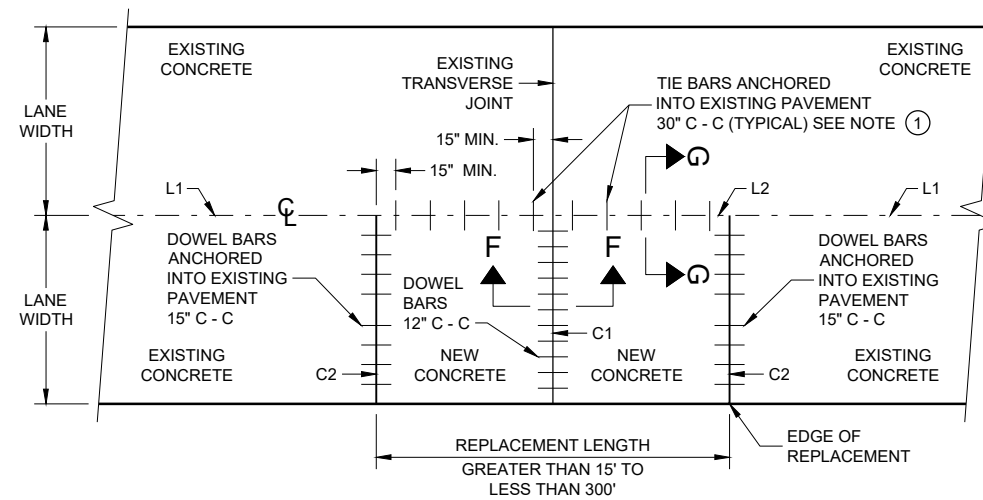 EXISTING
CONCRETE
EXISTING
TRANSVERSE
JOINT
EXISTING
CONCRETE
TIE BARS ANCHORED
INTO EXISTING PAVEMENT
30" C - C (TYPICAL) SEE NOTE 1
LANE
WIDTH
15" MIN.
15" MIN.
G
L1
CL
L2
L1
DOWEL BARS
ANCHORED
INTO EXISTING
PAVEMENT
15" C - C
F
F
G
DOWEL
BARS
12" C - C
DOWEL BARS
ANCHORED
INTO EXISTING
PAVEMENT
15" C - C
LANE
WIDTH
C1
EXISTING
CONCRETE
C2
NEW
CONCRETE
NEW
CONCRETE
C2
EXISTING
CONCRETE
REPLACEMENT LENGTH
GREATER THAN 15' TO
LESS THAN 300'
EDGE OF
REPLACEMENT